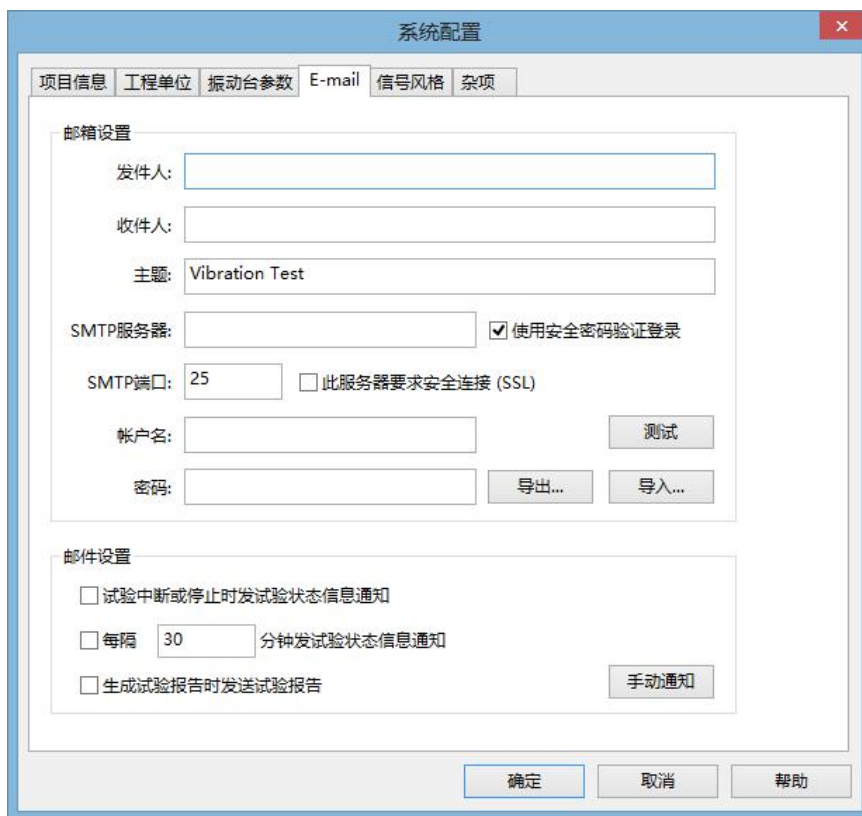 系统配置
项目信息 工程单位 振动台参数 E-mail 信号风格 杂项
邮箱设置
发件人:
收件人:
主题: Vibration Test
SMTP服务器: 使用安全密码验证登录
SMTP端口: 25 此服务器要求安全连接 (SSL)
帐户名: 测试
密码: 导出... 导入...
邮件设置
试验中断或停止时发试验状态信息通知
每隔 30 分钟发试验状态信息通知
生成试验报告时发送试验报告 手动通知
确定 取消 帮助